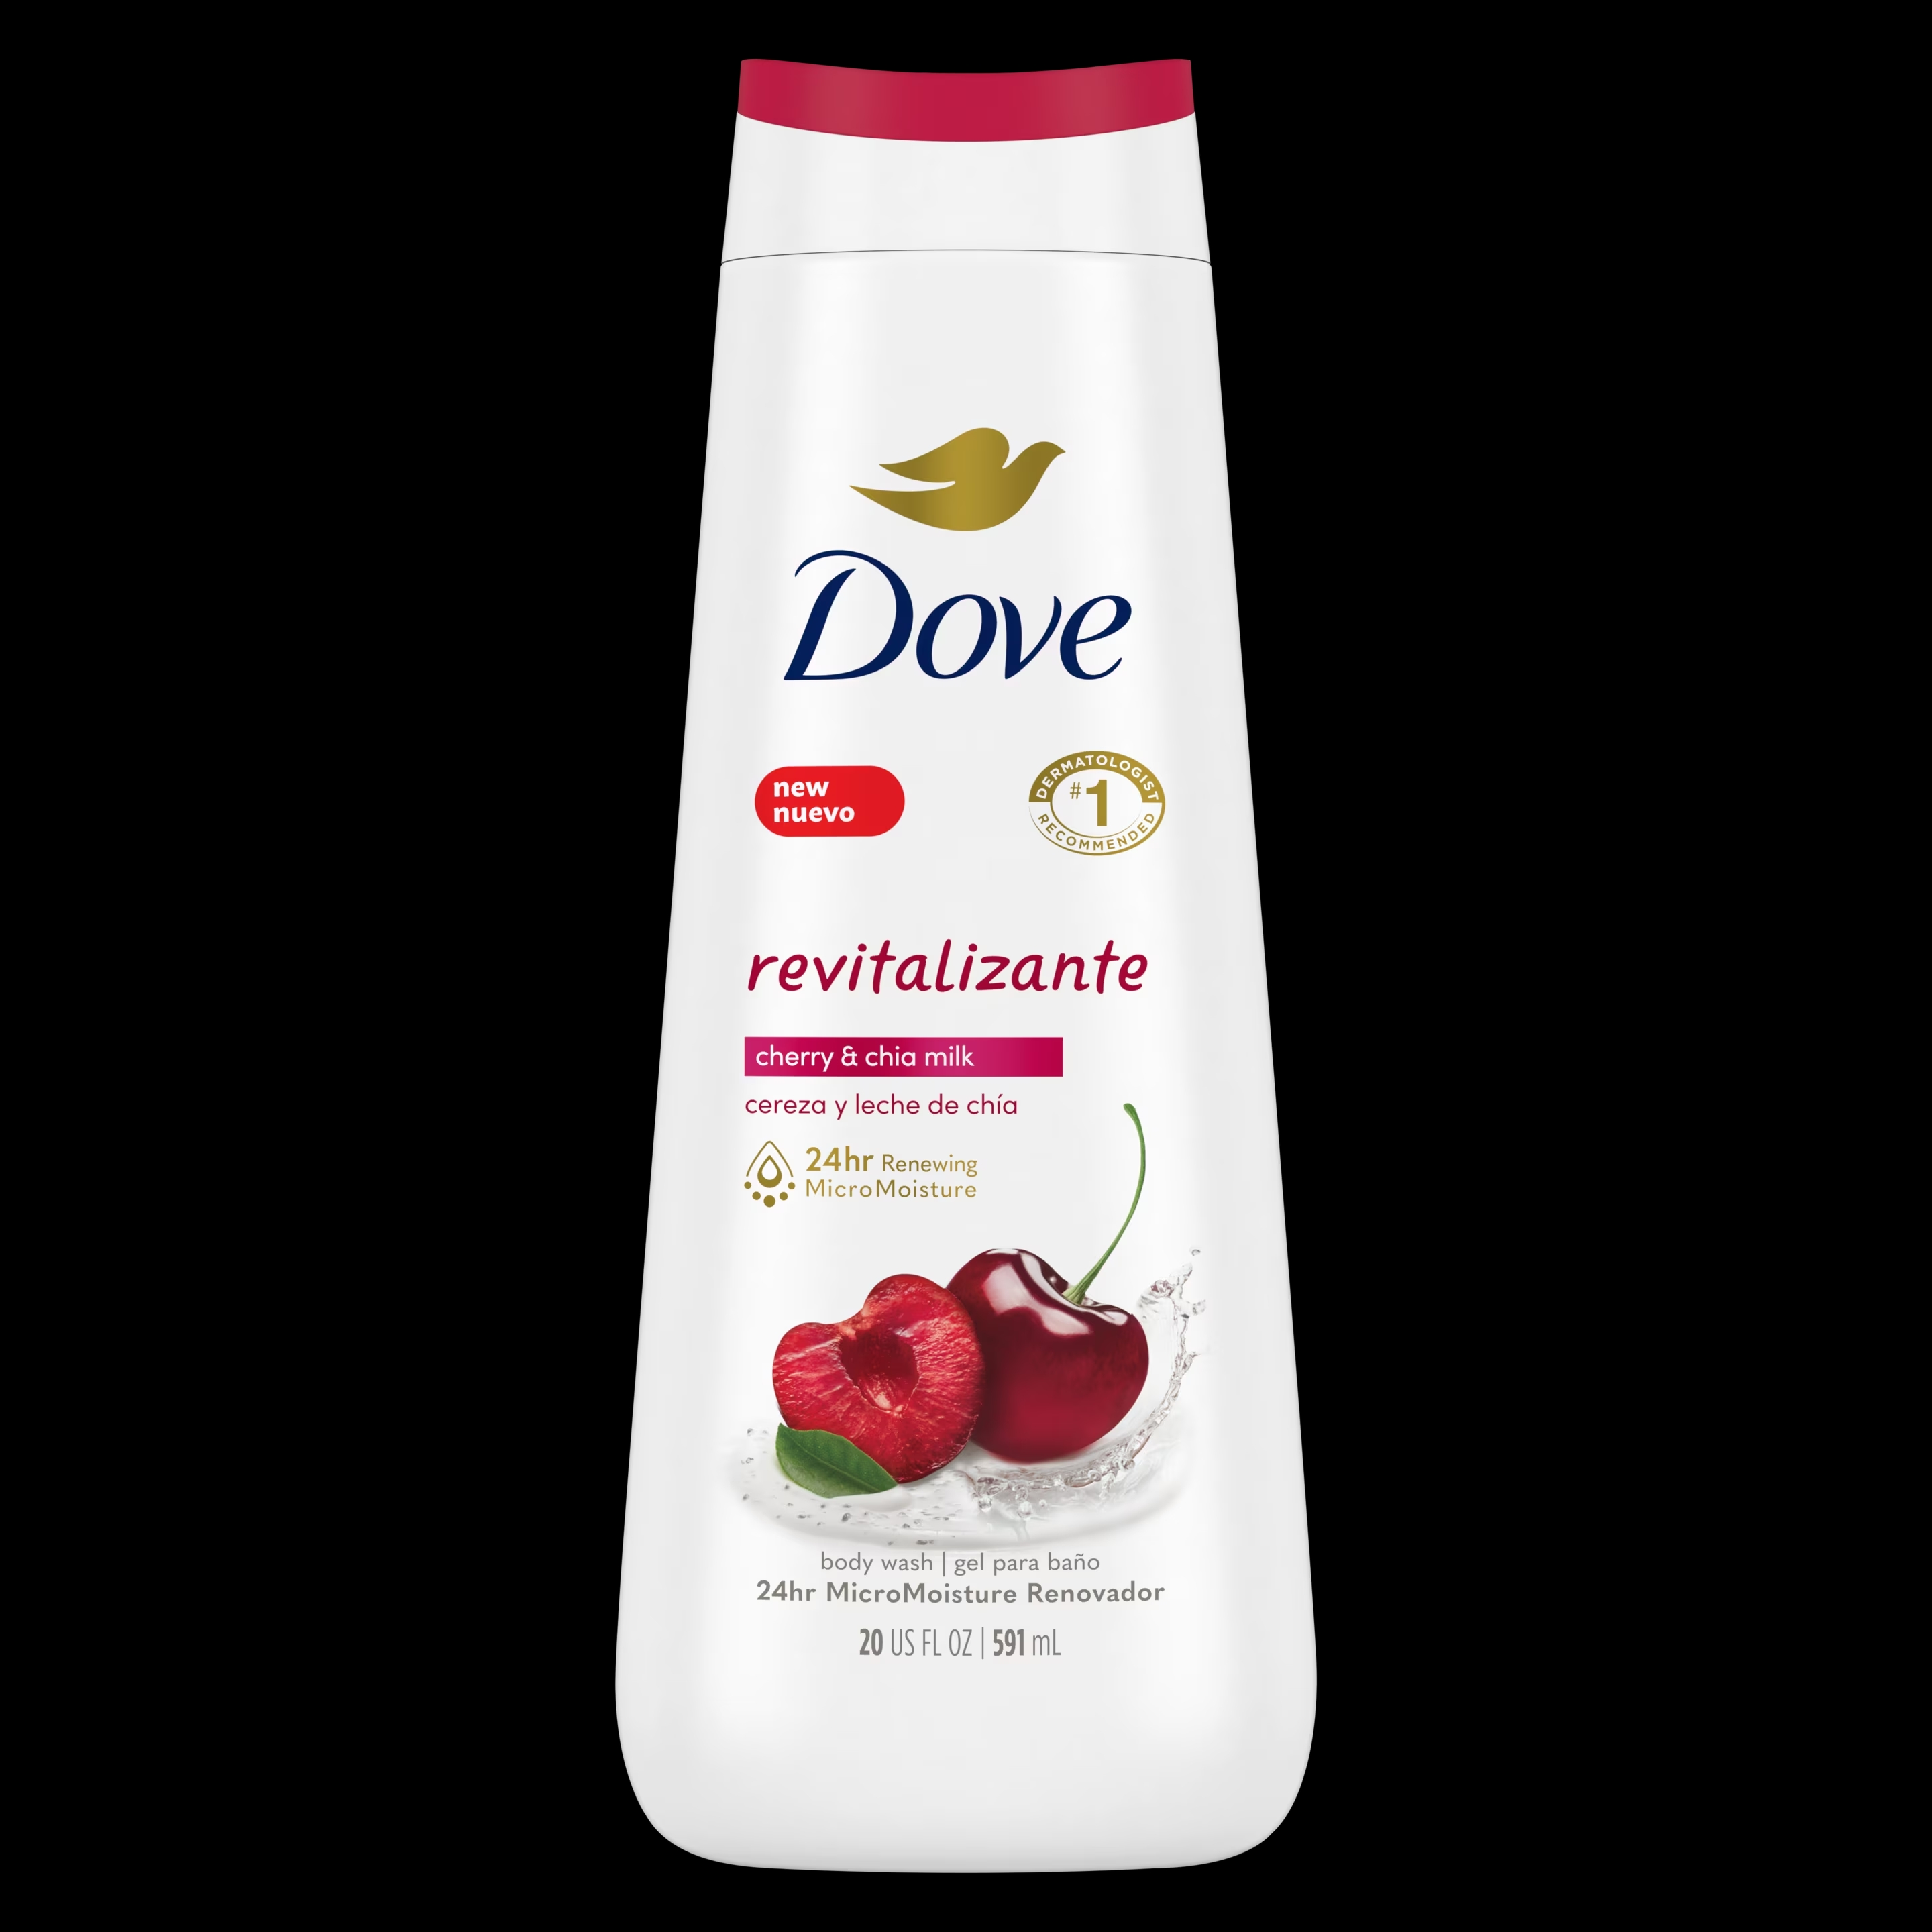 Dove
new
nuevo
DERMATOLOGIST
#1
RECOMMENDED
revitalizante
cherry & chia milk
cereza y leche de chía
24hr Renewing
MicroMoisture
body wash | gel para baño
24hr MicroMoisture Renovador
20 US FL OZ | 591 mL